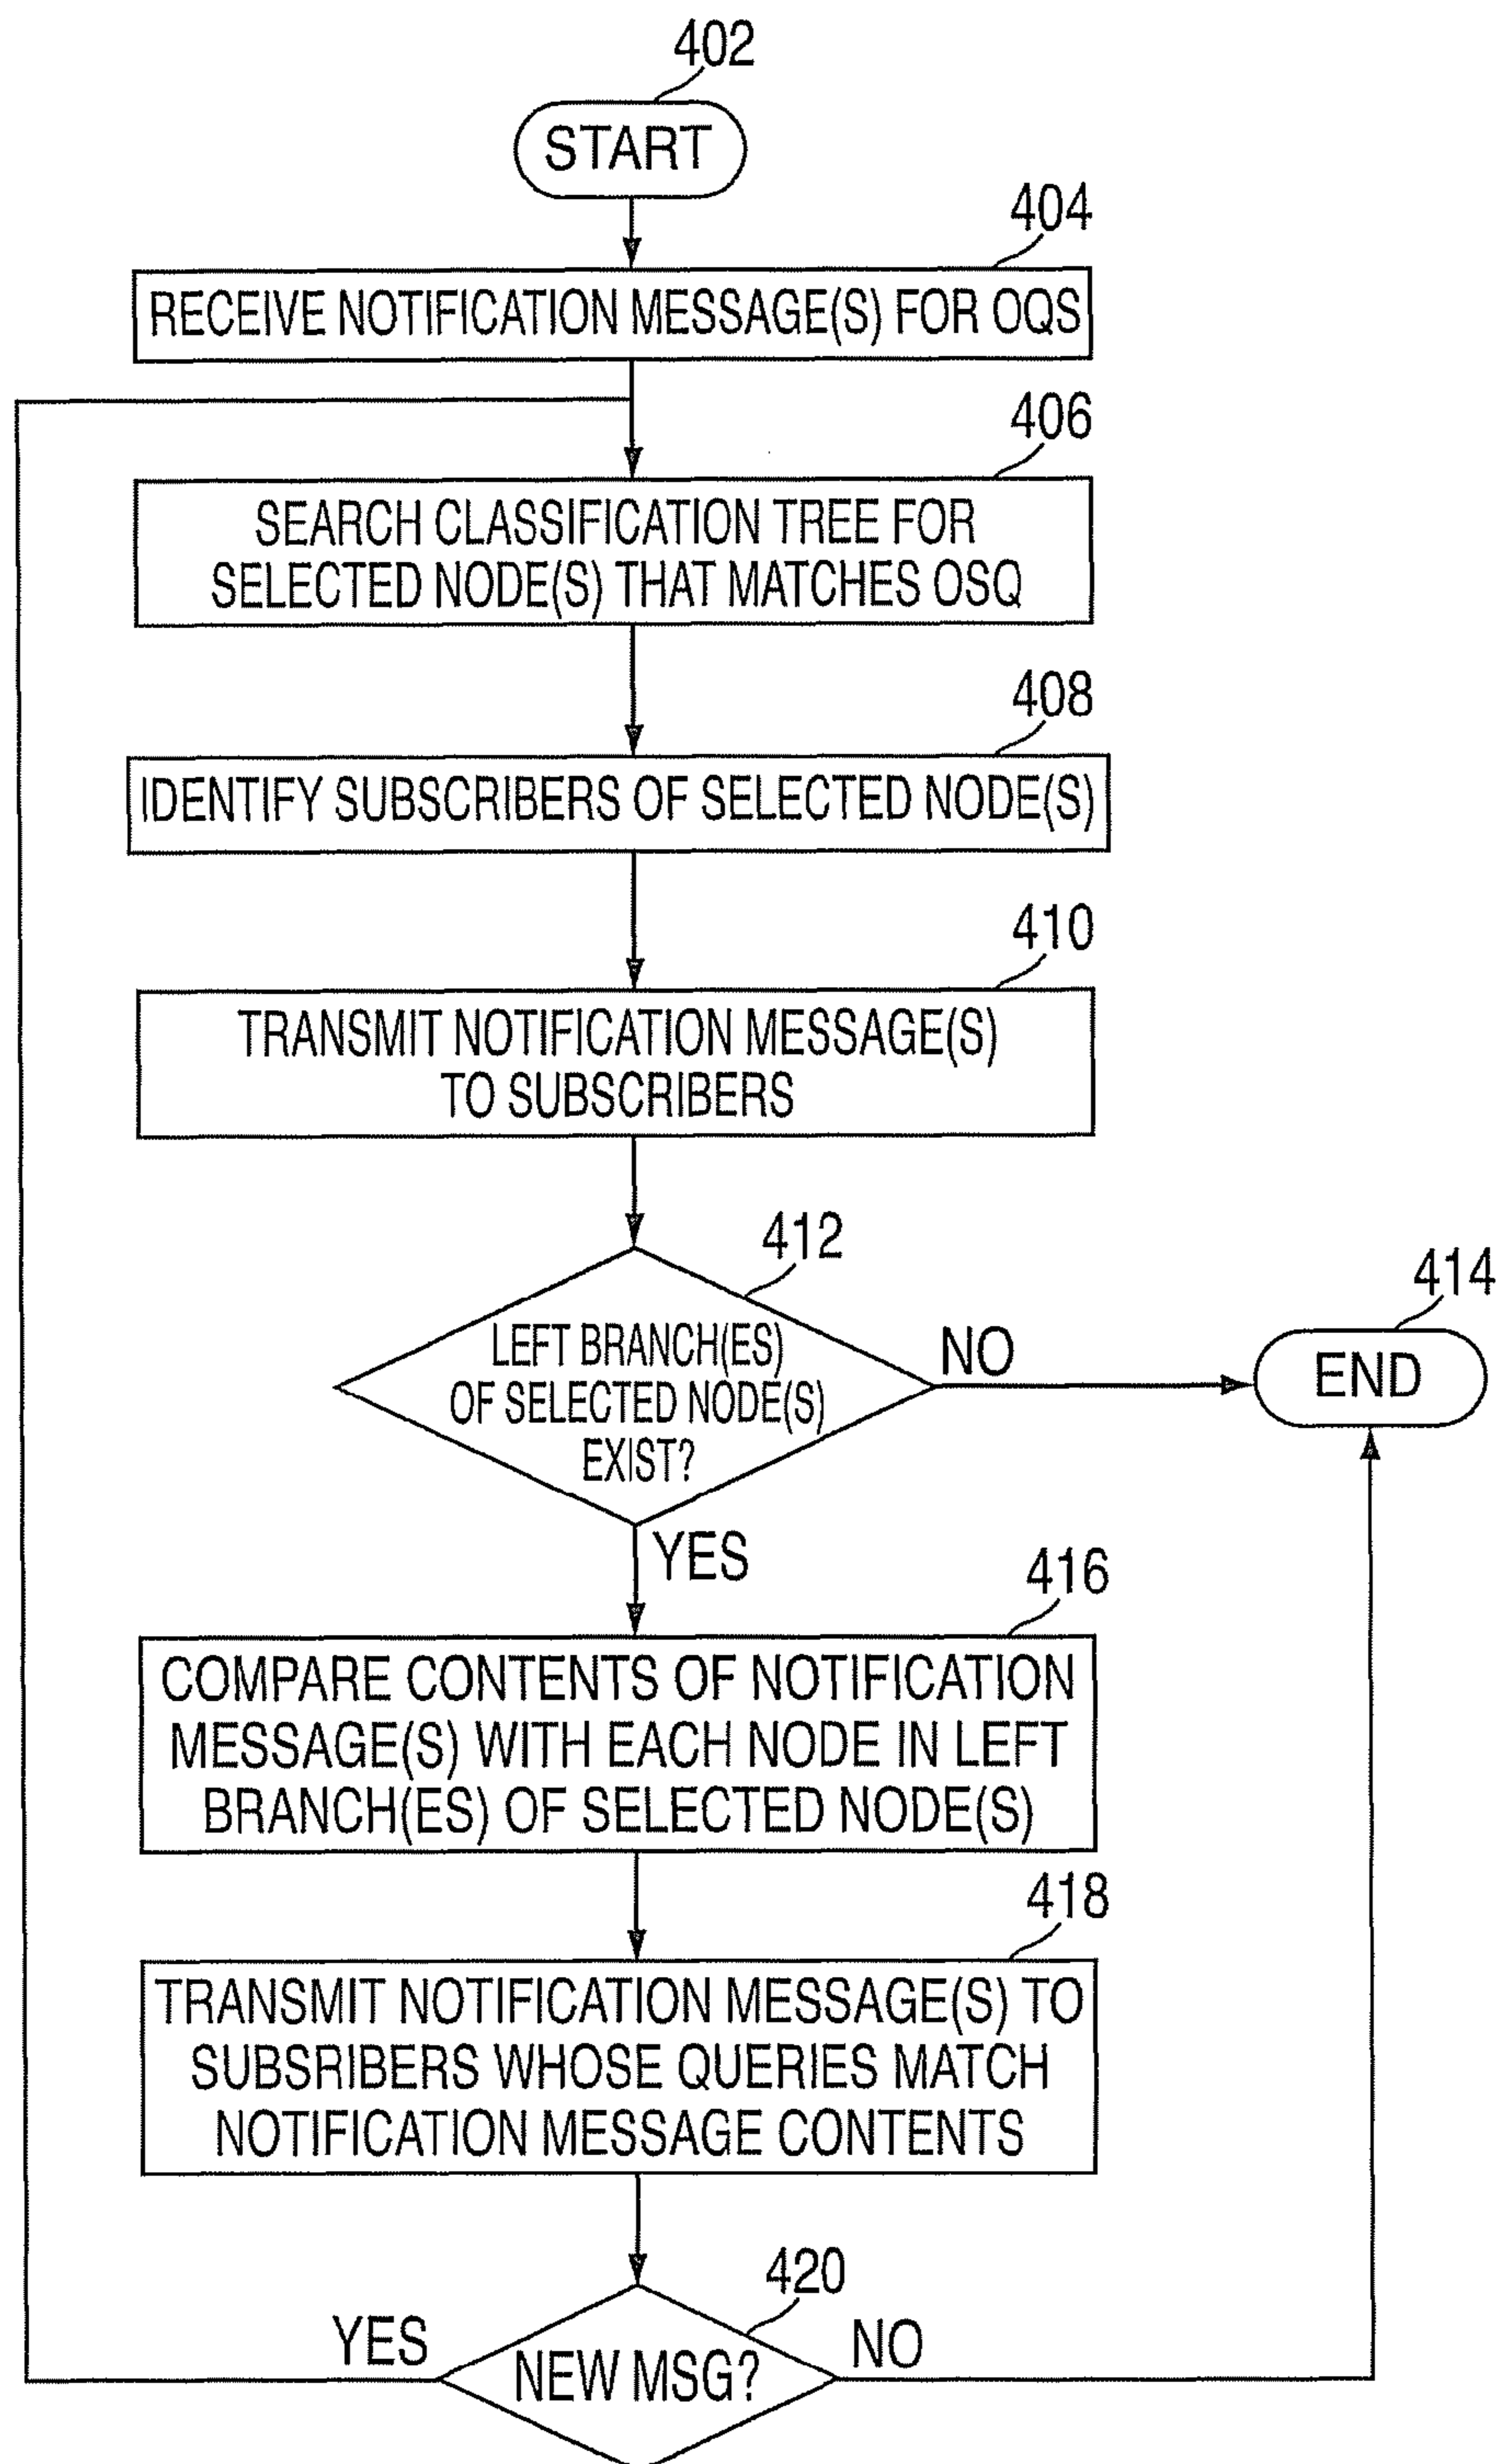 402
START
404
RECEIVE NOTIFICATION MESSAGE(S) FOR OQS
406
SEARCH CLASSIFICATION TREE FOR
SELECTED NODE(S) THAT MATCHES OSQ
408
IDENTIFY SUBSCRIBERS OF SELECTED NODE(S)
410
TRANSMIT NOTIFICATION MESSAGE(S)
TO SUBSCRIBERS
412
LEFT BRANCH(ES)
OF SELECTED NODE(S)
EXIST?
NO
414
END
YES
416
COMPARE CONTENTS OF NOTIFICATION
MESSAGE(S) WITH EACH NODE IN LEFT
BRANCH(ES) OF SELECTED NODE(S)
418
TRANSMIT NOTIFICATION MESSAGE(S) TO
SUBSRIBERS WHOSE QUERIES MATCH
NOTIFICATION MESSAGE CONTENTS
420
YES
NEW MSG?
NO